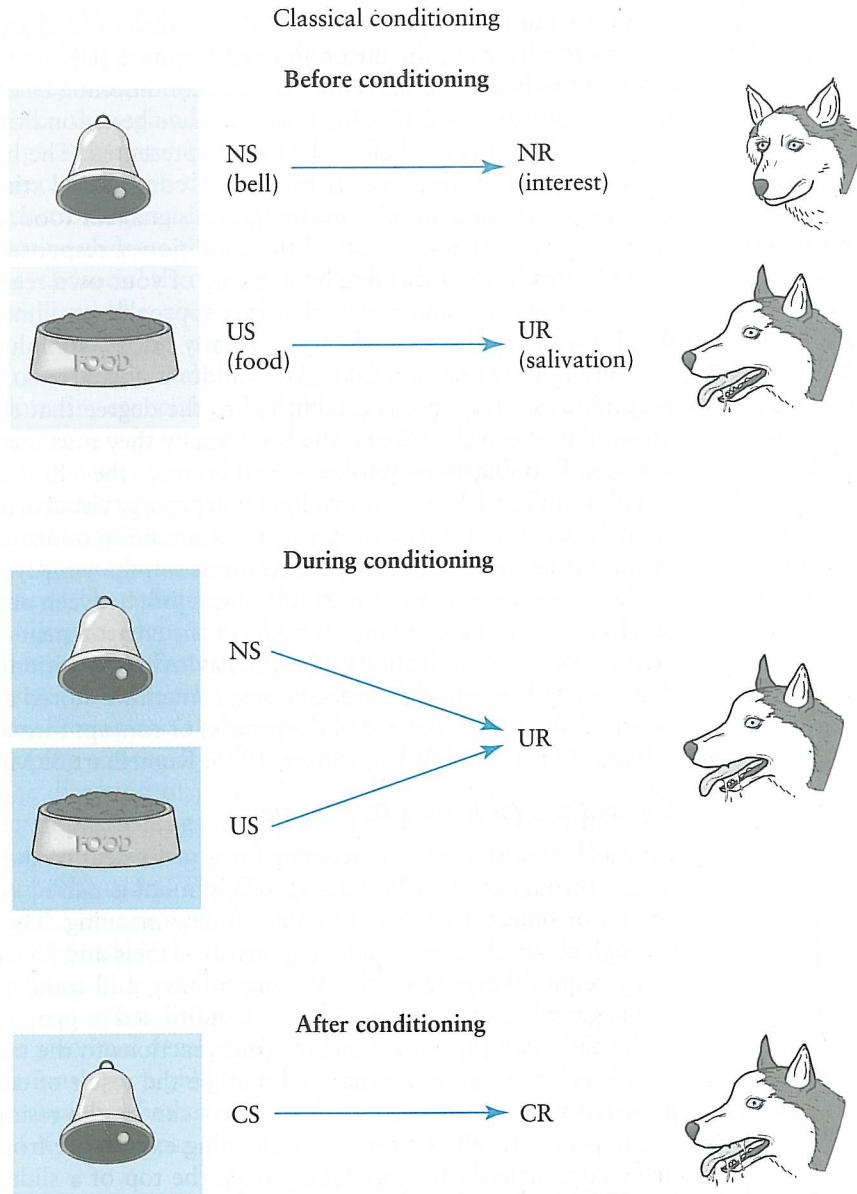 Classical conditioning
Before conditioning
NS NR
(bell) (interest)
FOOD
US UR
(food) (salivation)
During conditioning
NS
UR
FOOD
US
After conditioning
CS CR